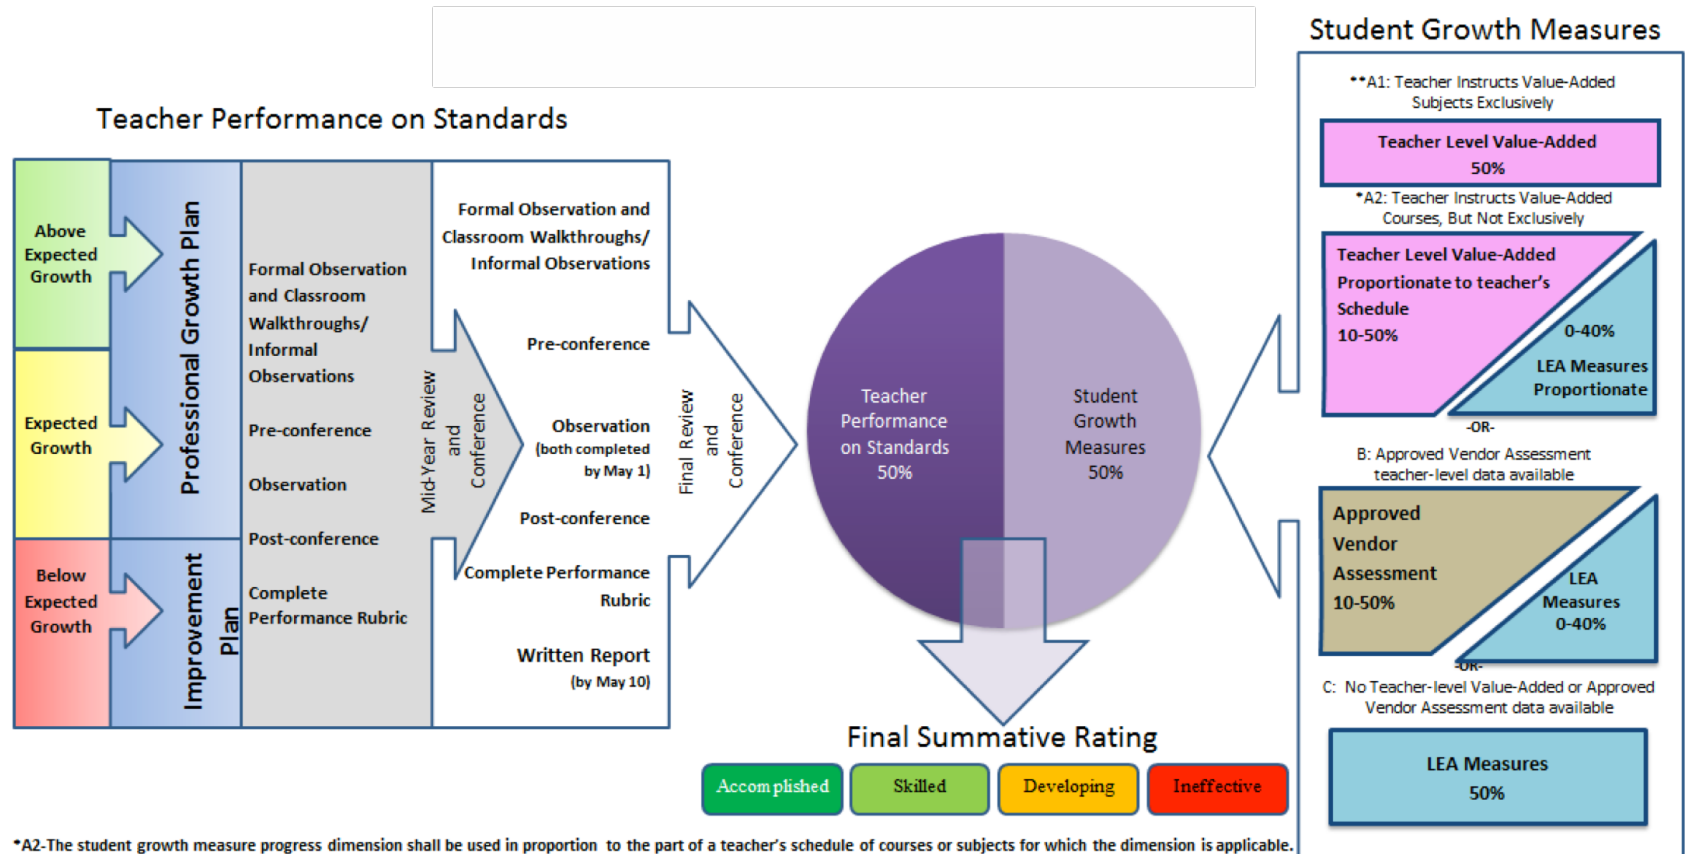 Teacher Performance on Standards
Above
Expected
Growth
Expected
Growth
Below
Expected
Growth
Professional Growth Plan
Improvement
Plan
Formal Observation
and Classroom
Walkthroughs/
Informal
Observations
Pre-conference
Observation
Post-conference
Complete
Performance Rubric
Mid-Year Review
and
Conference
Formal Observation and
Classroom Walkthroughs/
Informal Observations
Pre-conference
Observation
(both completed
by May 1)
Post-conference
Complete Performance
Rubric
Written Report
(by May 10)
Final Review
and
Conference
Teacher
Performance
on Standards
50%
Student
Growth
Measures
50%
Final Summative Rating
Accomplished
Skilled
Developing
Ineffective
Student Growth Measures
**A1: Teacher Instructs Value-Added
Subjects Exclusively
Teacher Level Value-Added
50%
*A2: Teacher Instructs Value-Added
Courses, But Not Exclusively
Teacher Level Value-Added
Proportionate to teacher's
Schedule
10-50%
0-40%
LEA Measures
Proportionate
-OR-
B: Approved Vendor Assessment
teacher-level data available
Approved
Vendor
Assessment
10-50%
LEA
Measures
0-40%
-OR-
C: No Teacher-level Value-Added or Approved
Vendor Assessment data available
LEA Measures
50%
*A2-The student growth measure progress dimension shall be used in proportion to the part of a teacher's schedule of courses or subjects for which the dimension is applicable.